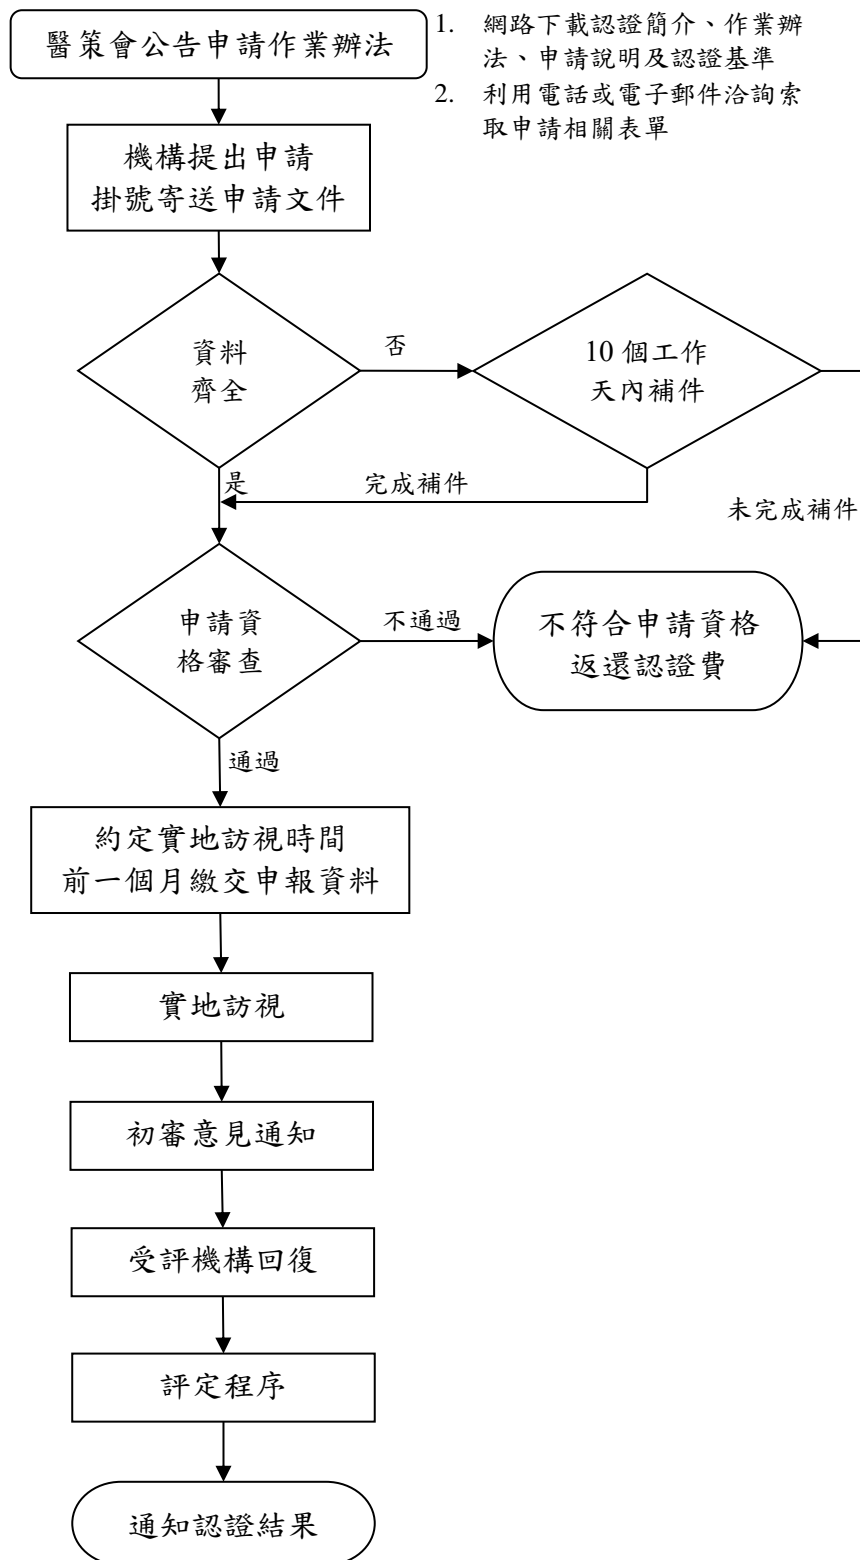 醫策會公告申請作業辦法
1. 網路下載認證簡介、作業辦
法、申請說明及認證基準
2. 利用電話或電子郵件洽詢索
取申請相關表單
機構提出申請
掛號寄送申請文件
資料
齊全
否
10 個工作
天內補件
是
完成補件
未完成補件
申請資
格審查
不通過
不符合申請資格
返還認證費
通過
約定實地訪視時間
前一個月繳交申報資料
實地訪視
初審意見通知
受評機構回復
評定程序
通知認證結果